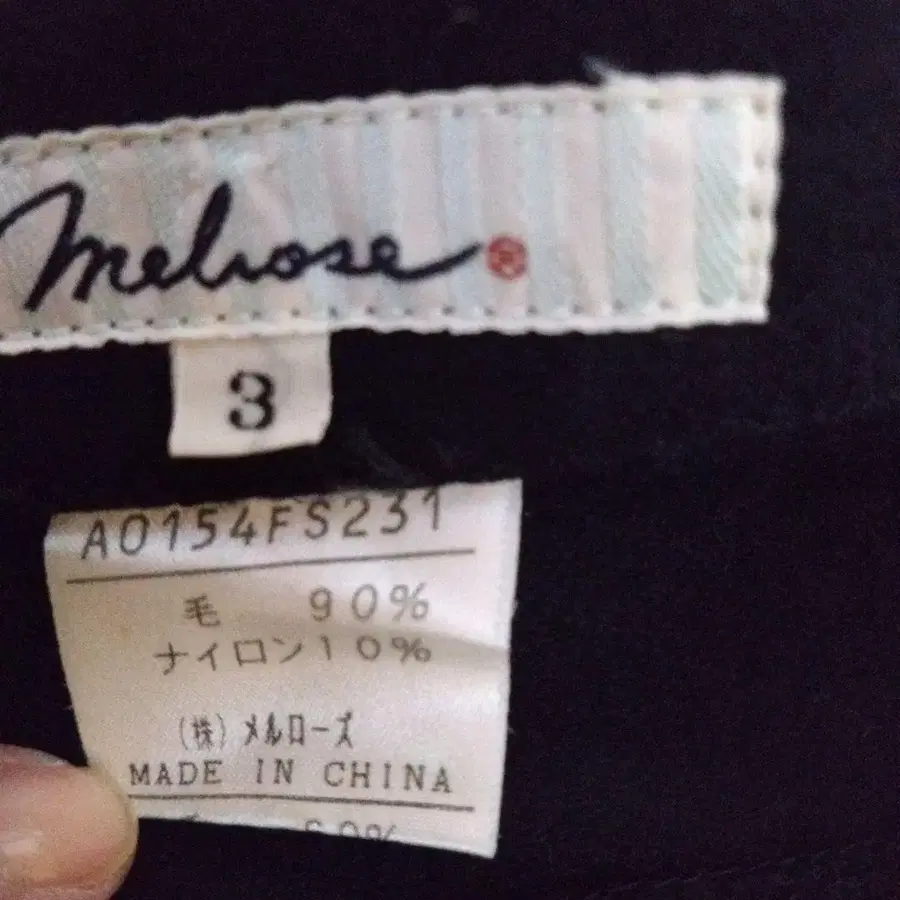 melrose
3
A0154FS231
毛 90%
ナイロン10%
(株)メルローズ
MADE IN CHINA
60%